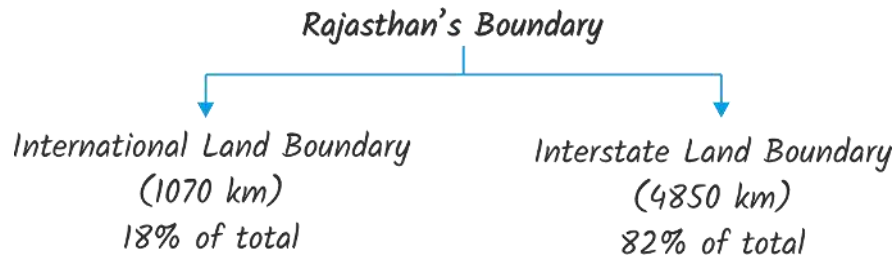 Rajasthan's Boundary
International Land Boundary
(1070 km)
18% of total
Interstate Land Boundary
(4850 km)
82% of total